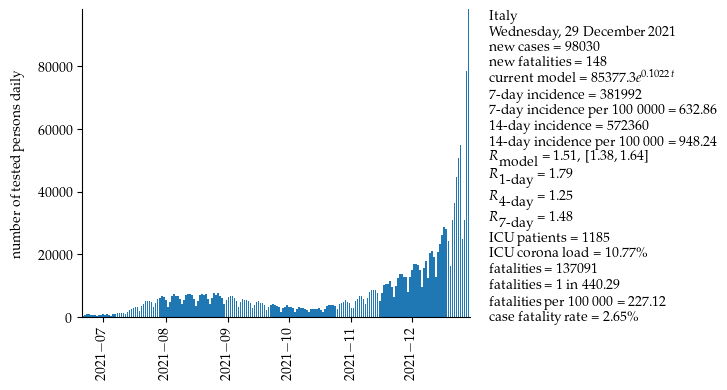 Italy
Wednesday, 29 December 2021
new cases = 98030
new fatalities = 148
current model = 85377.3e^0.1022 t
7-day incidence = 381992
7-day incidence per 100 0000 = 632.86
14-day incidence = 572360
14-day incidence per 100 000 = 948.24
R_model = 1.51, [1.38, 1.64]
R_1-day = 1.79
R_4-day = 1.25
R_7-day = 1.48
ICU patients = 1185
ICU corona load = 10.77%
fatalities = 137091
fatalities = 1 in 440.29
fatalities per 100 000 = 227.12
case fatality rate = 2.65%
number of tested persons daily
80000
60000
40000
20000
0
2021−07
2021−08
2021−09
2021−10
2021−11
2021−12